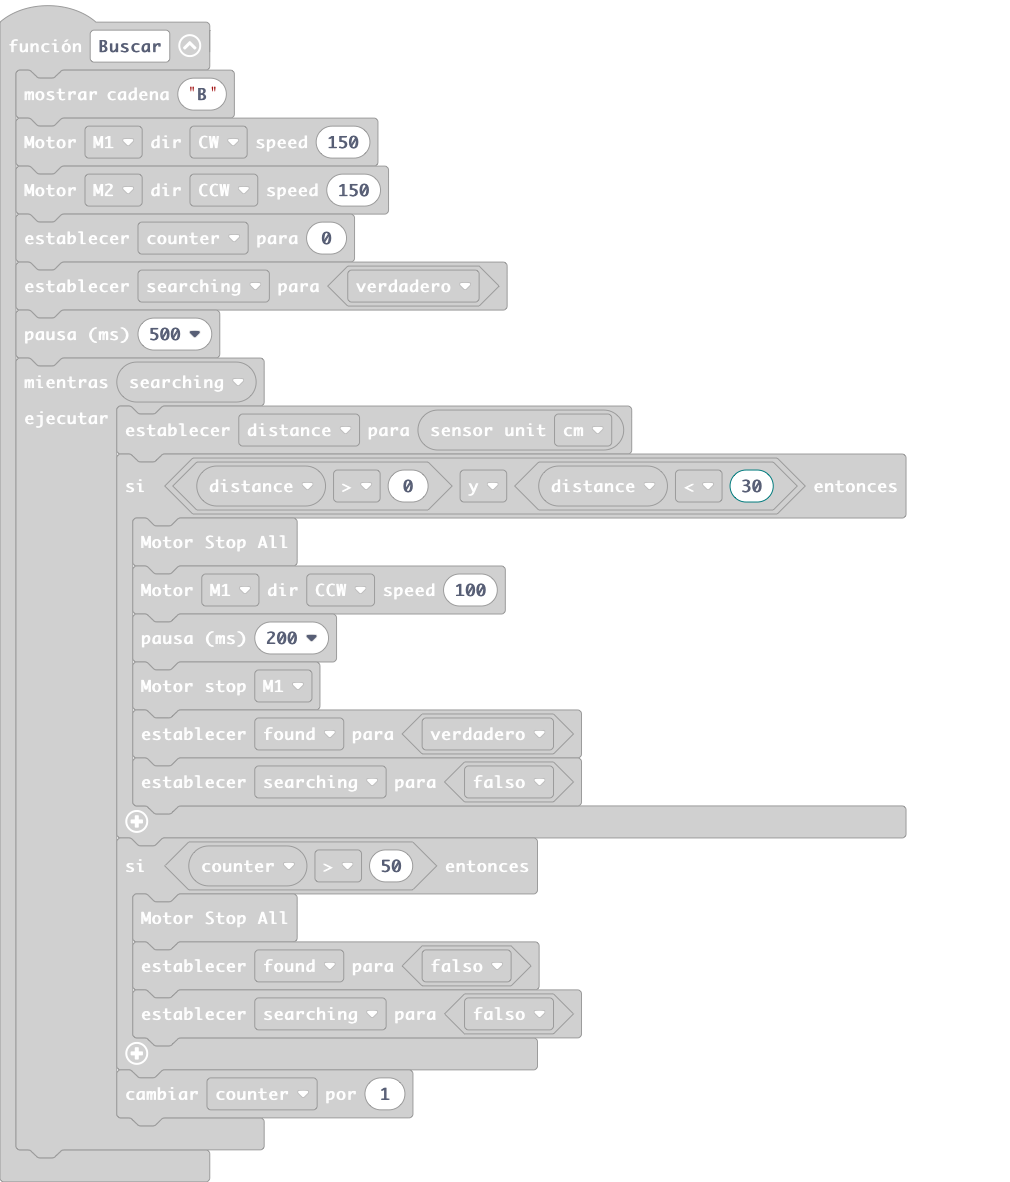 función Buscar
mostrar cadena "B"
Motor M1 dir CW speed 150
Motor M2 dir CCW speed 150
establecer counter para 0
establecer searching para verdadero
pausa (ms) 500
mientras searching
ejecutar
establecer distance para sensor unit cm
si distance > 0 y distance < 30 entonces
Motor Stop All
Motor M1 dir CCW speed 100
pausa (ms) 200
Motor stop M1
establecer found para verdadero
establecer searching para falso
si counter > 50 entonces
Motor Stop All
establecer found para falso
establecer searching para falso
cambiar counter por 1